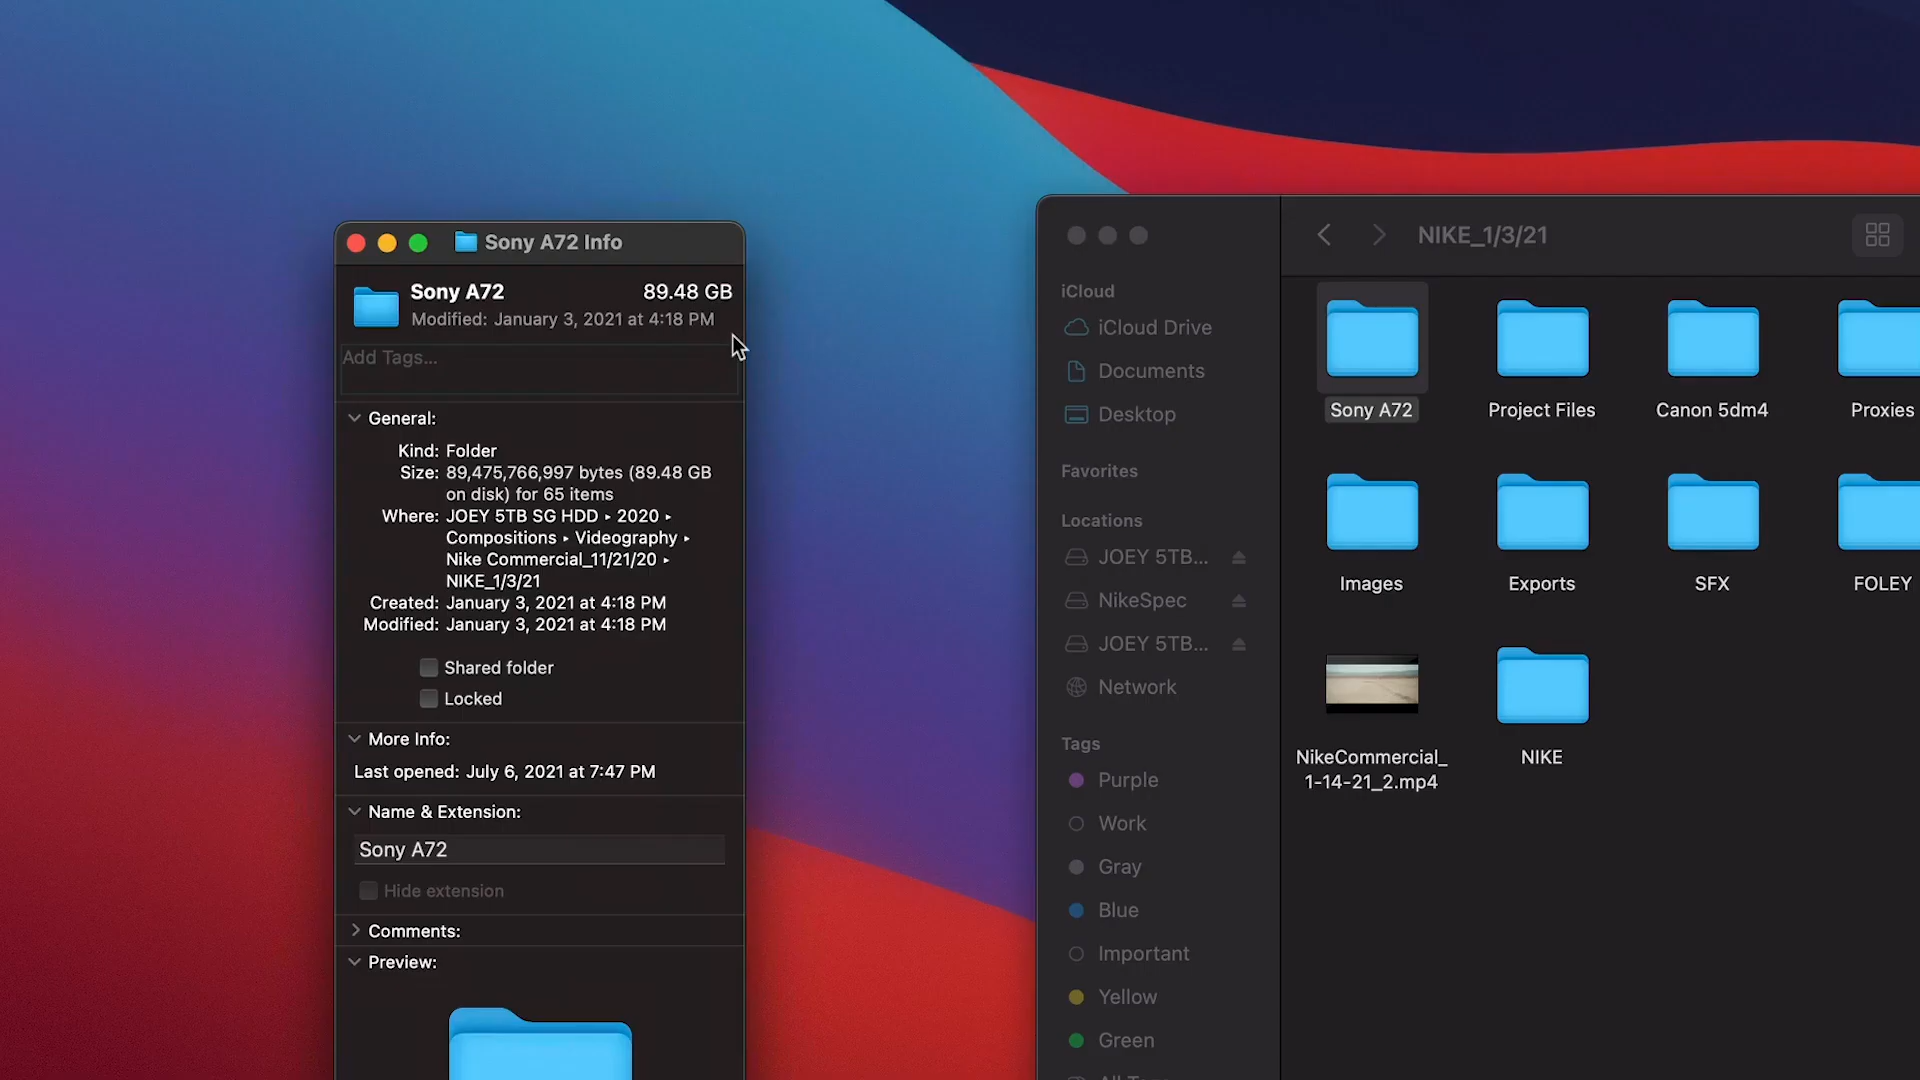 Sony A72 Info
Sony A72 89.48 GB
Modified: January 3, 2021 at 4:18 PM
Add Tags...
General:
Kind: Folder
Size: 89,475,766,997 bytes (89.48 GB
on disk) for 65 items
Where: JOEY 5TB SG HDD ▸ 2020 ▸
Compositions ▸ Videography ▸
Nike Commercial_11/21/20 ▸
NIKE_1/3/21
Created: January 3, 2021 at 4:18 PM
Modified: January 3, 2021 at 4:18 PM
Shared folder
Locked
More Info:
Last opened: July 6, 2021 at 7:47 PM
Name & Extension:
Sony A72
Hide extension
Comments:
Preview:
iCloud
iCloud Drive
Documents
Desktop
Favorites
Locations
JOEY 5TB...
NikeSpec
JOEY 5TB...
Network
Tags
Purple
Work
Gray
Blue
Important
Yellow
Green
NIKE_1/3/21
Sony A72
Project Files
Canon 5dm4
Proxies
Images
Exports
SFX
FOLEY
NikeCommercial_
1-14-21_2.mp4
NIKE